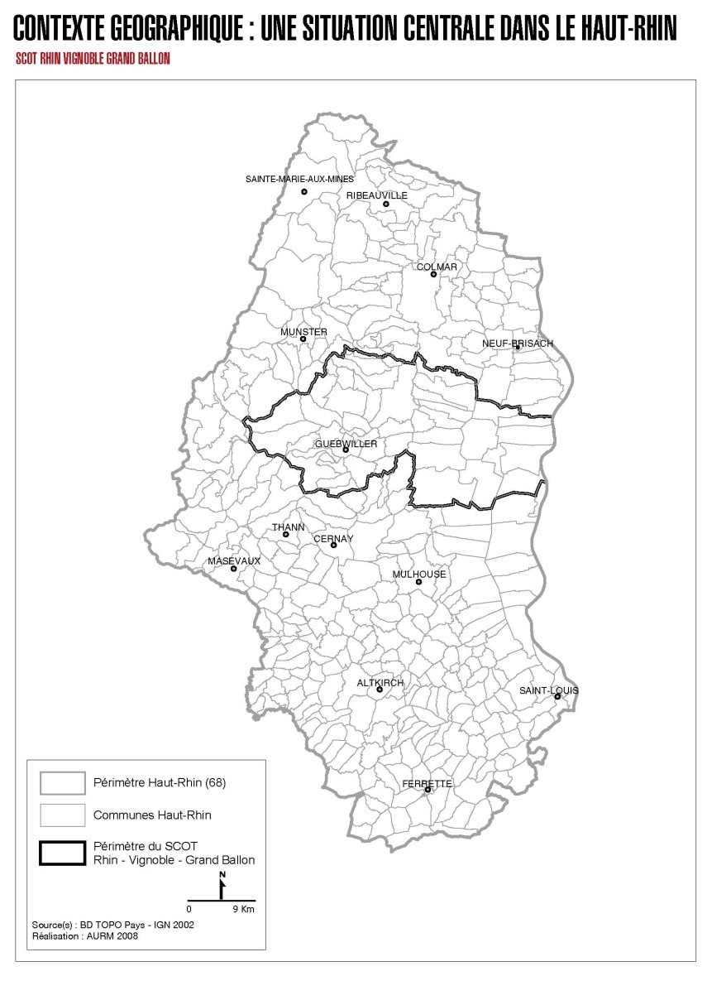 CONTEXTE GEOGRAPHIQUE : UNE SITUATION CENTRALE DANS LE HAUT-RHIN
SCOT RHIN VIGNOBLE GRAND BALLON
SAINTE-MARIE-AUX-MINES
RIBEAUVILLE
COLMAR
MUNSTER
NEUF-BRISACH
GUEBWILLER
THANN
CERNAY
MASEVAUX
MULHOUSE
ALTKIRCH
SAINT-LOUIS
FERRETTE
Périmètre Haut-Rhin (68)
Communes Haut-Rhin
Périmètre du SCOT
Rhin - Vignoble - Grand Ballon
N
0 9 Km
Source(s) : BD TOPO Pays - IGN 2002
Réalisation : AURM 2008